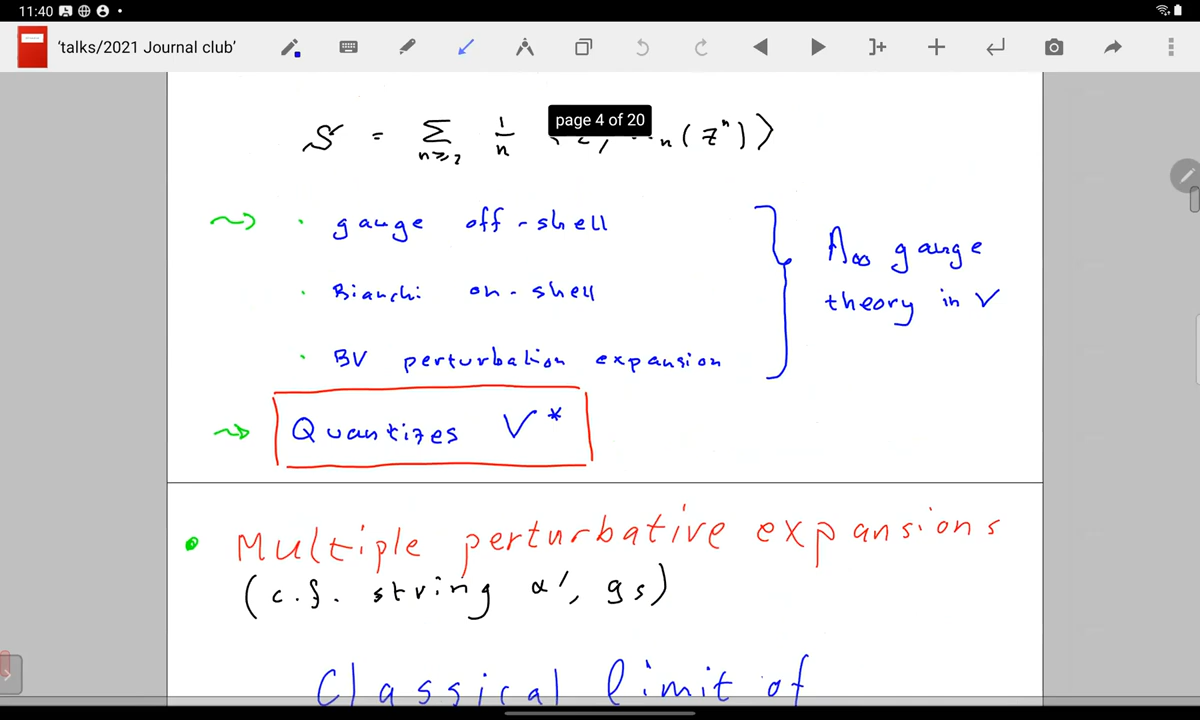 11:40
'talks/2021 Journal club'
page 4 of 20
S = Σ 1/n n(z^n)⟩
n≥2
~> · gauge off-shell
· Bianchi on-shell
· BV perturbation expansion
A∞ gauge
theory in V
~> Quantizes V*
• Multiple perturbative expansions
(c.f. string α', gs)
Classical limit of